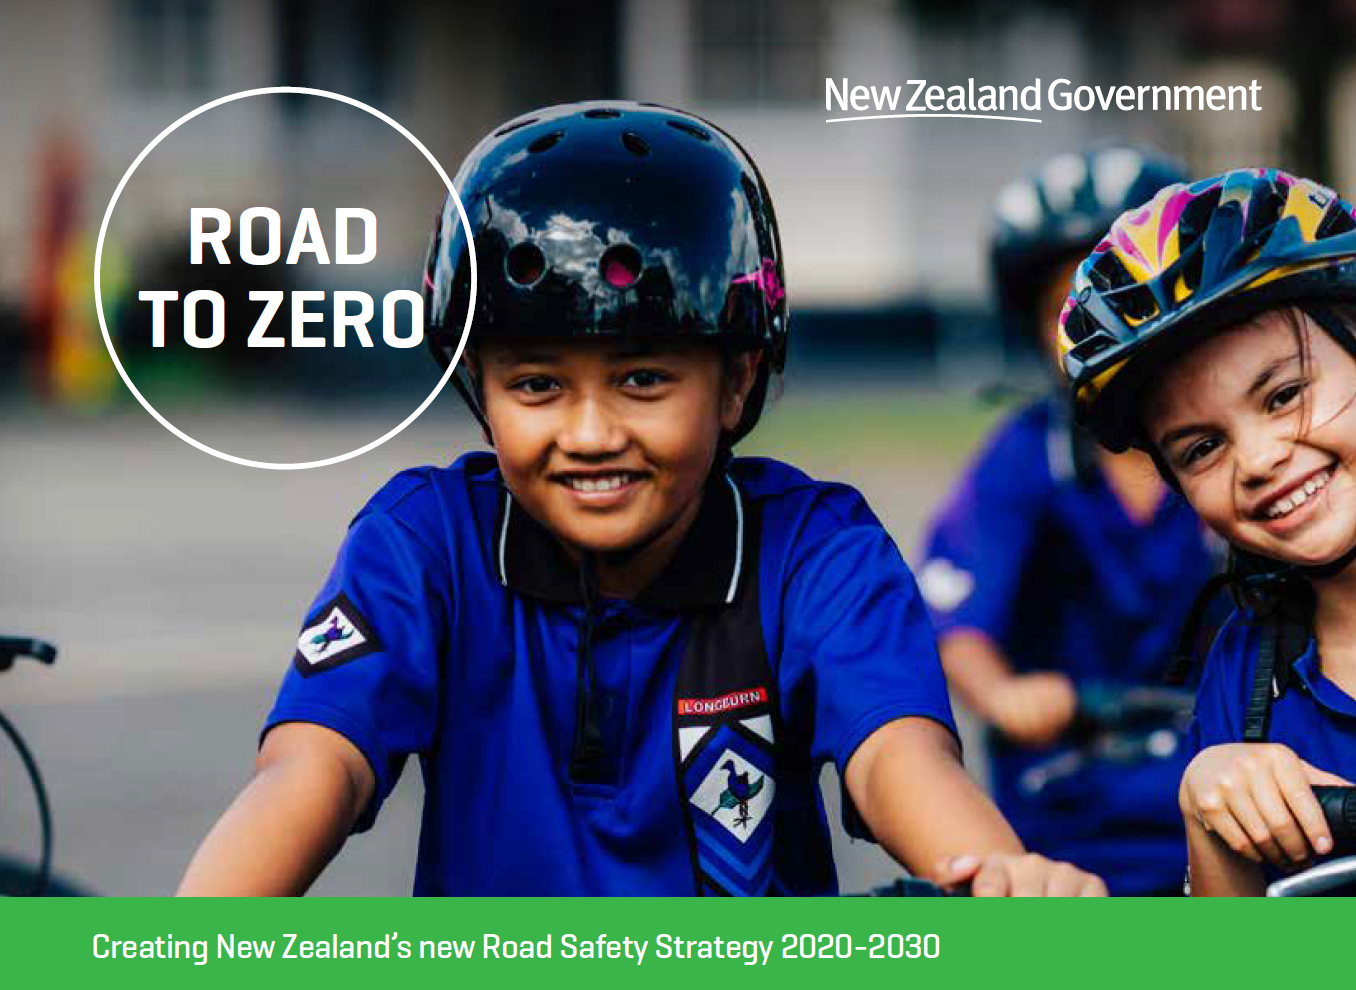 New Zealand Government
ROAD
TO ZERO
LONGBURN
Creating New Zealand's new Road Safety Strategy 2020-2030